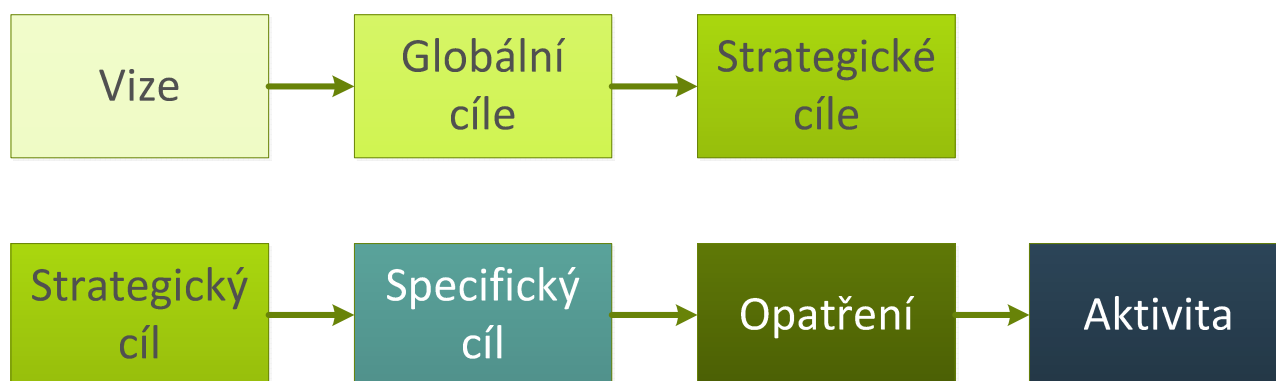 Vize
Globální
cíle
Strategické
cíle
Strategický
cíl
Specifický
cíl
Opatření
Aktivita